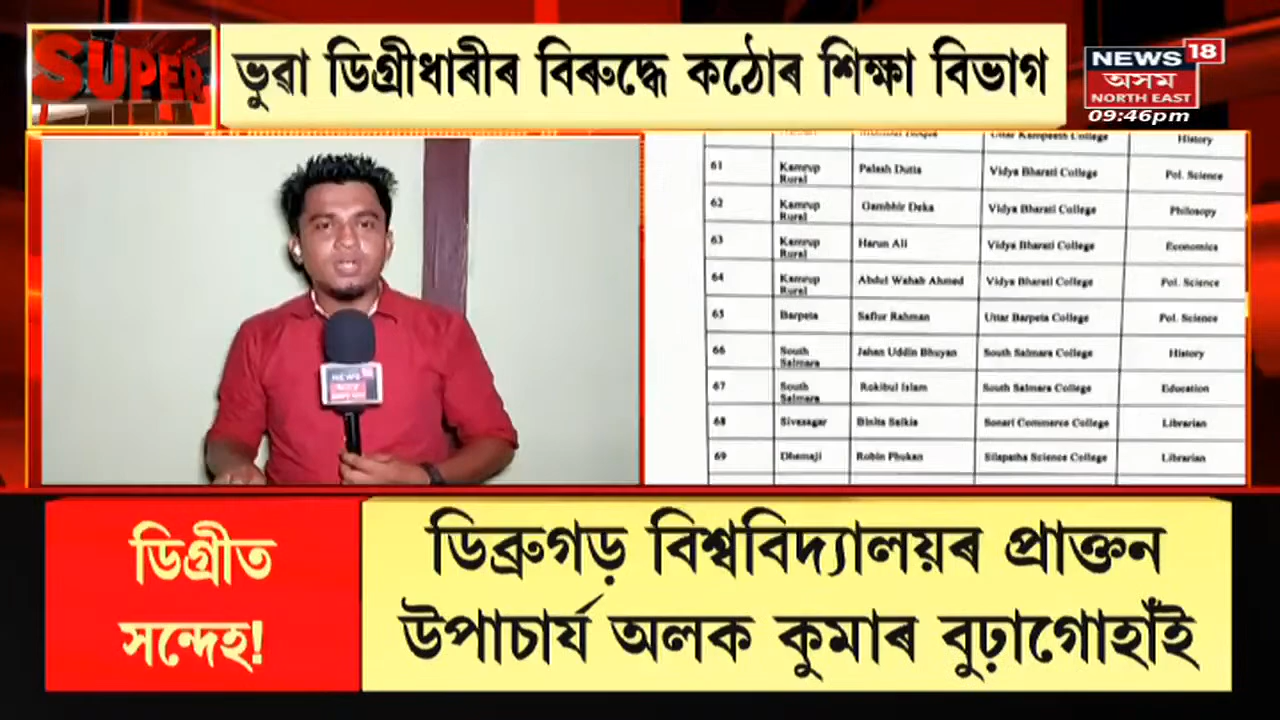 SUPER
ভুৱা ডিগ্ৰীধাৰীৰ বিৰুদ্ধে কঠোৰ শিক্ষা বিভাগ
NEWS 18
অসম
NORTH EAST
09:46pm
History
61 Kamrup Rural Palash Dutta Vidya Bharati College Pol. Science
62 Kamrup Rural Gambhir Deka Vidya Bharati College Philosopy
63 Kamrup Rural Harun Ali Vidya Bharati College Economics
64 Kamrup Rural Abdul Wahab Ahmed Vidya Bharati College Pol. Science
65 Barpeta Safiur Rahman Uttar Barpeta College Pol. Science
66 South Salmara Jahan Uddin Bhuyan South Salmara College History
67 South Salmara Rokibul Islam South Salmara College Education
68 Sivasagar Binita Saikia Sonari Commerce College Librarian
69 Dhemaji Robin Phukan Silapatha Science College Librarian
NEWS 18
ডিগ্ৰীত
সন্দেহ!
ডিব্ৰুগড় বিশ্ববিদ্যালয়ৰ প্ৰাক্তন
উপাচাৰ্য অলক কুমাৰ বুঢ়াগোহাঁই